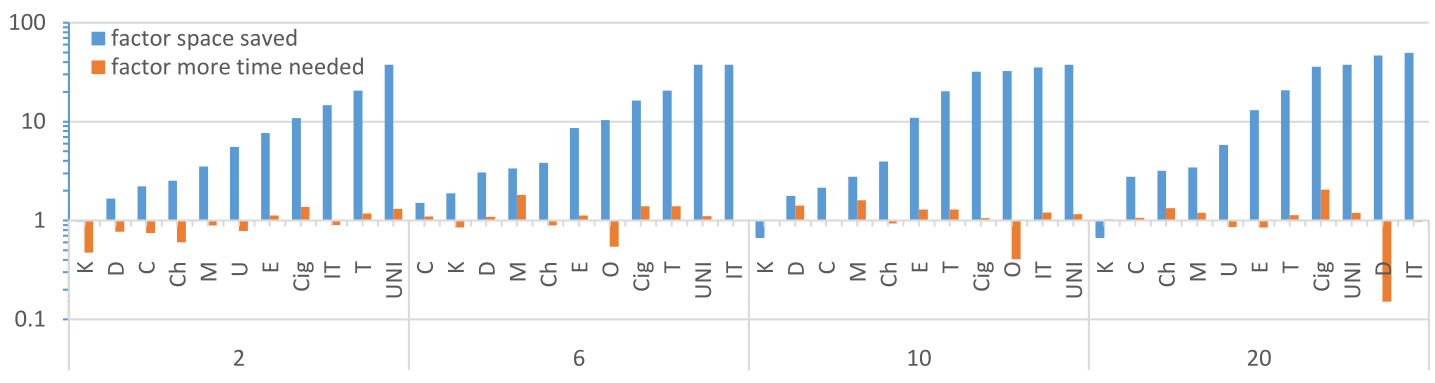 100
factor space saved
factor more time needed
10
1
0.1
K D C Ch M U E Cig IT T UNI
C K D M Ch E O Cig T UNI IT
K D C M Ch E T Cig O IT UNI
K C Ch M U E T Cig UNI D IT
2 6 10 20